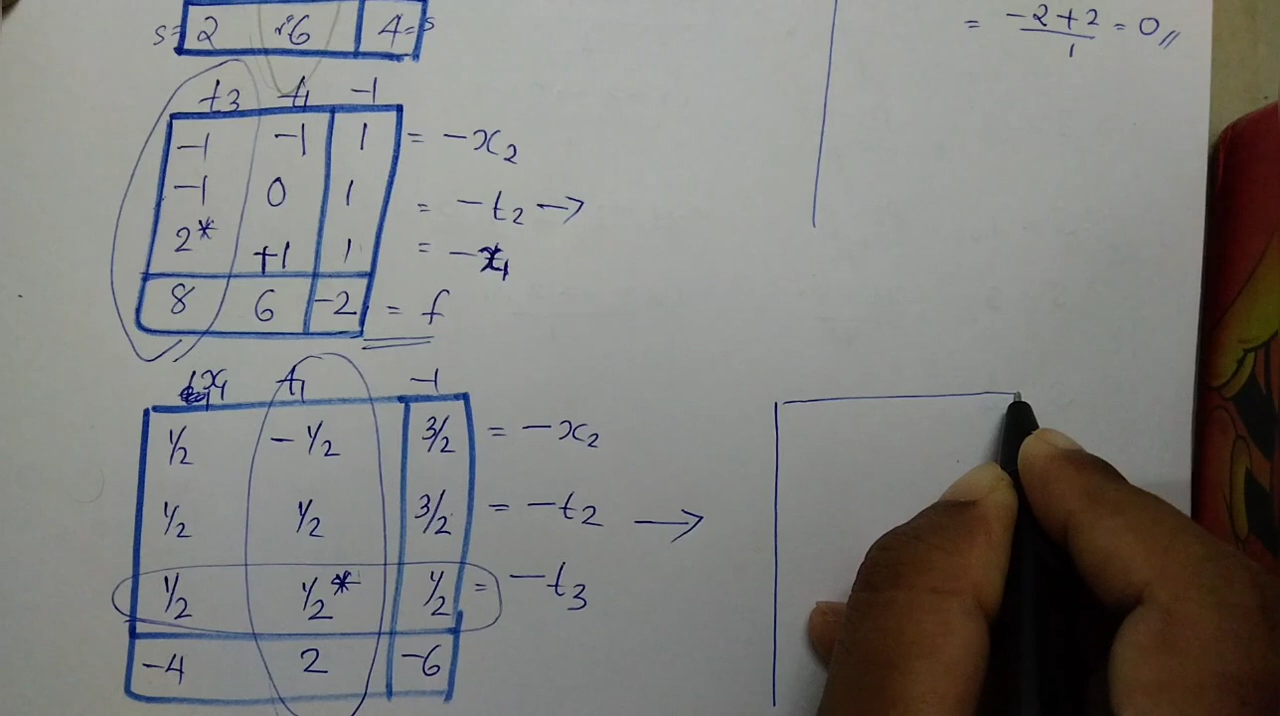 s= 2 6 4 =s
= -2+2/1 = 0,,
t3 t1 -1
-1 -1 1 = -x2
-1 0 1 = -t2 →
2* +1 1 = -x1
8 6 -2 = f
x1 t1 -1
1/2 -1/2 3/2 = -x2
1/2 1/2 3/2 = -t2 →
1/2 1/2* 1/2 = -t3
-4 2 -6